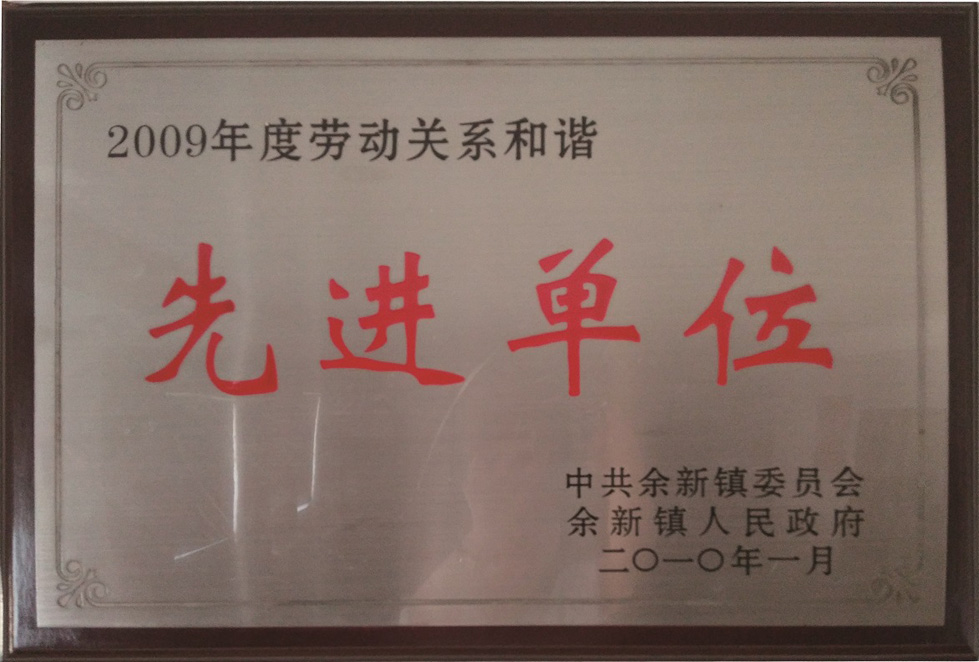 2009年度劳动关系和谐
先进单位
中共余新镇委员会
余新镇人民政府
二〇一〇年一月